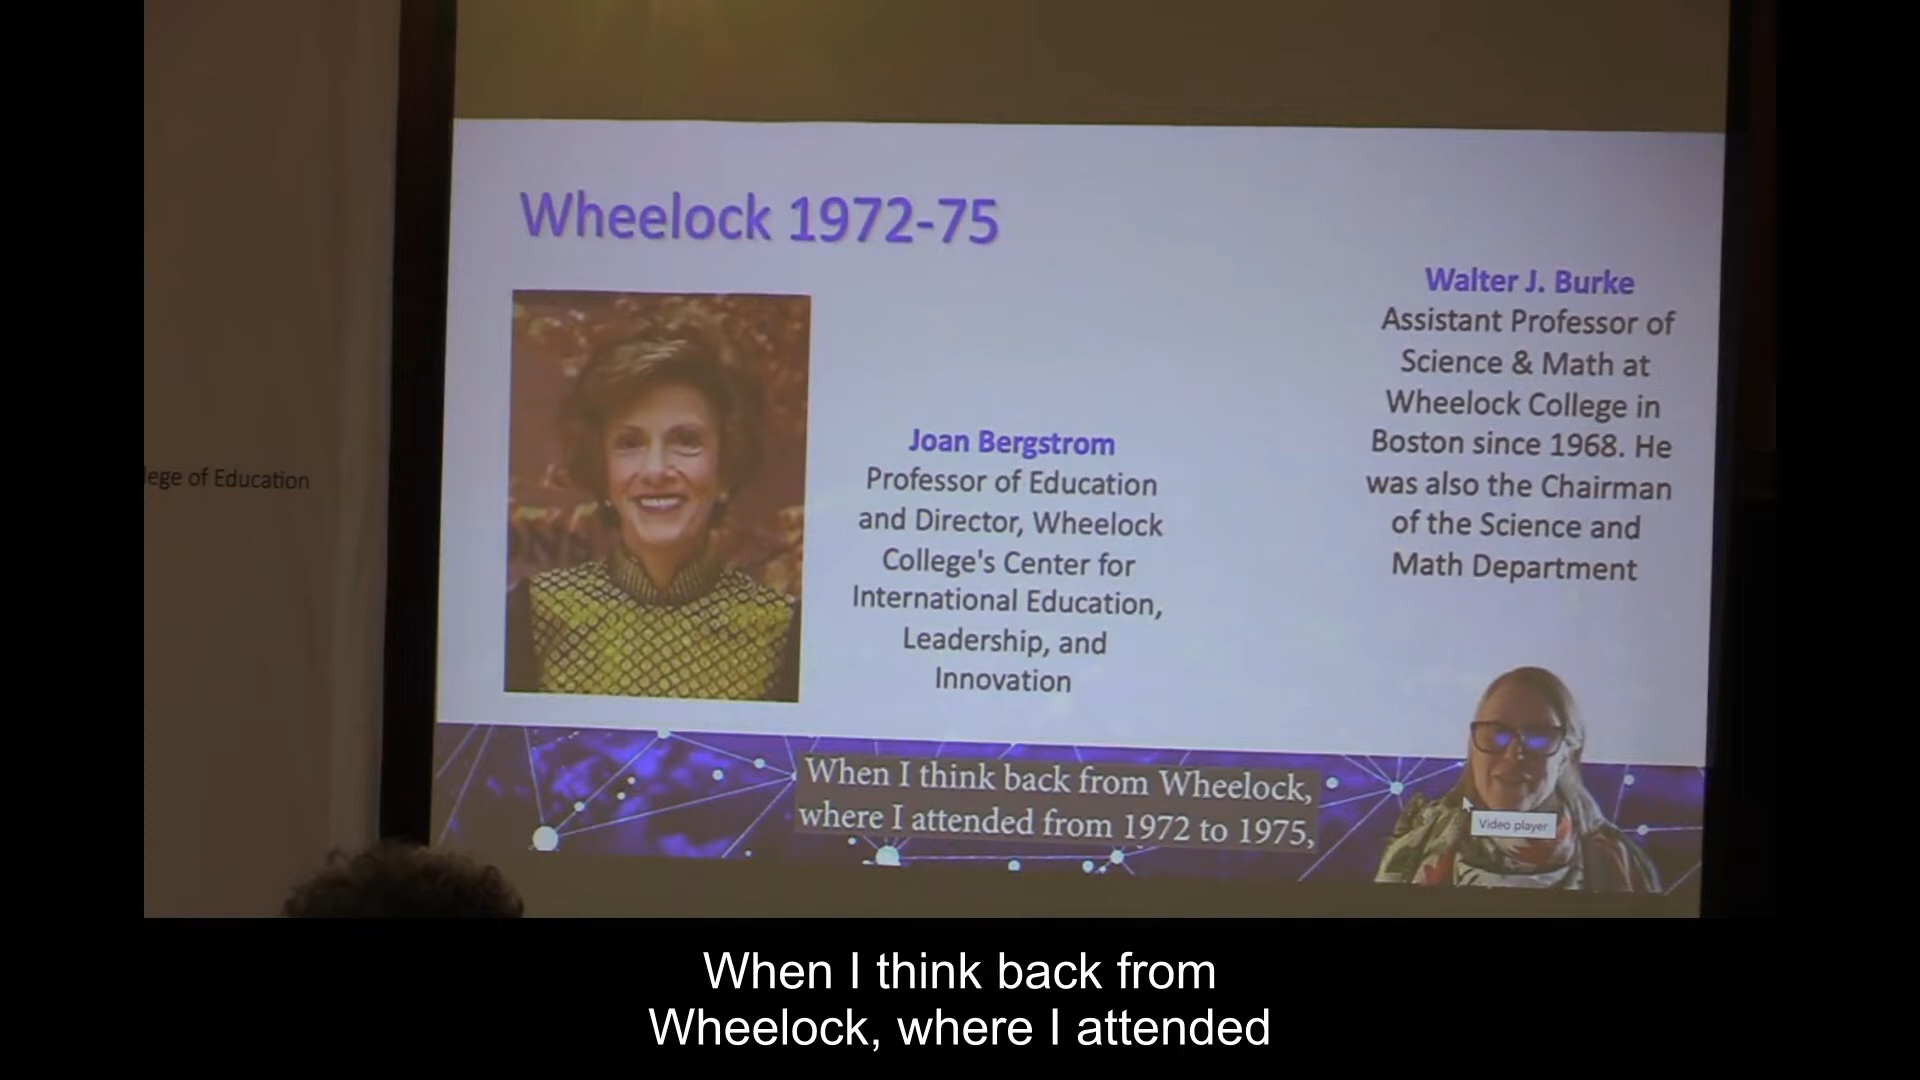 Wheelock 1972-75
Walter J. Burke
Assistant Professor of
Science & Math at
Wheelock College in
Boston since 1968. He
was also the Chairman
of the Science and
Math Department
Joan Bergstrom
Professor of Education
and Director, Wheelock
College's Center for
International Education,
Leadership, and
Innovation
lege of Education
When I think back from Wheelock,
where I attended from 1972 to 1975,
Video player
When I think back from
Wheelock, where I attended